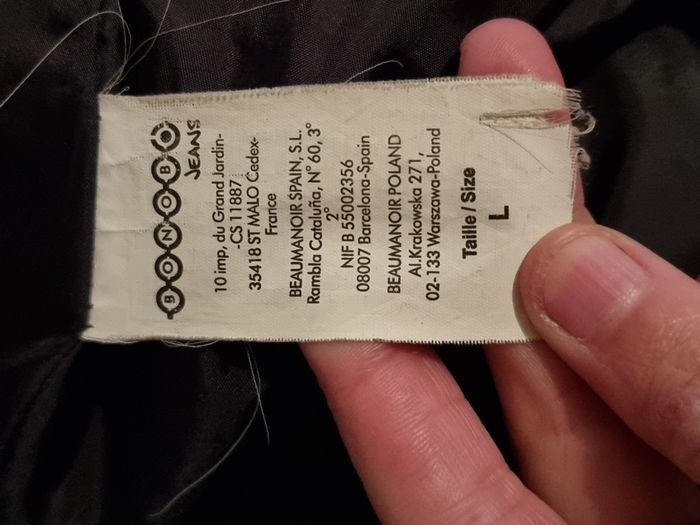 BONOBO
JEANS
10 imp. du Grand Jardin-
-CS 11887
35418 ST MALO Cedex-
France
BEAUMANOIR SPAIN, S.L.
Rambla Cataluña, N° 60, 3°
2°
NIF B 55002356
08007 Barcelona-Spain
BEAUMANOIR POLAND
Al.Krakowska 271,
02-133 Warszawa-Poland
Taille / Size
L